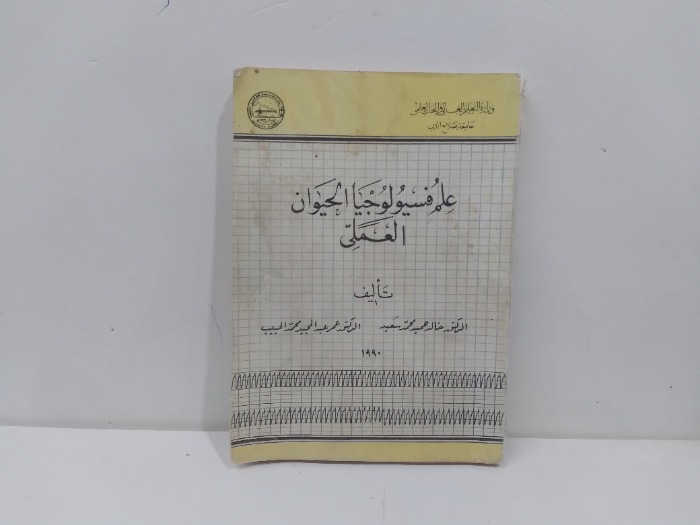 وزارة التعليم العالي والبحث العلمي
جامعة صلاح الدين
علم فسيولوجيا الحيوان
العملي
تأليف
الدكتور خالد حميد محمد سعيد الدكتور عمر عبد المجيد محمد الحبيب
١٩٩٠